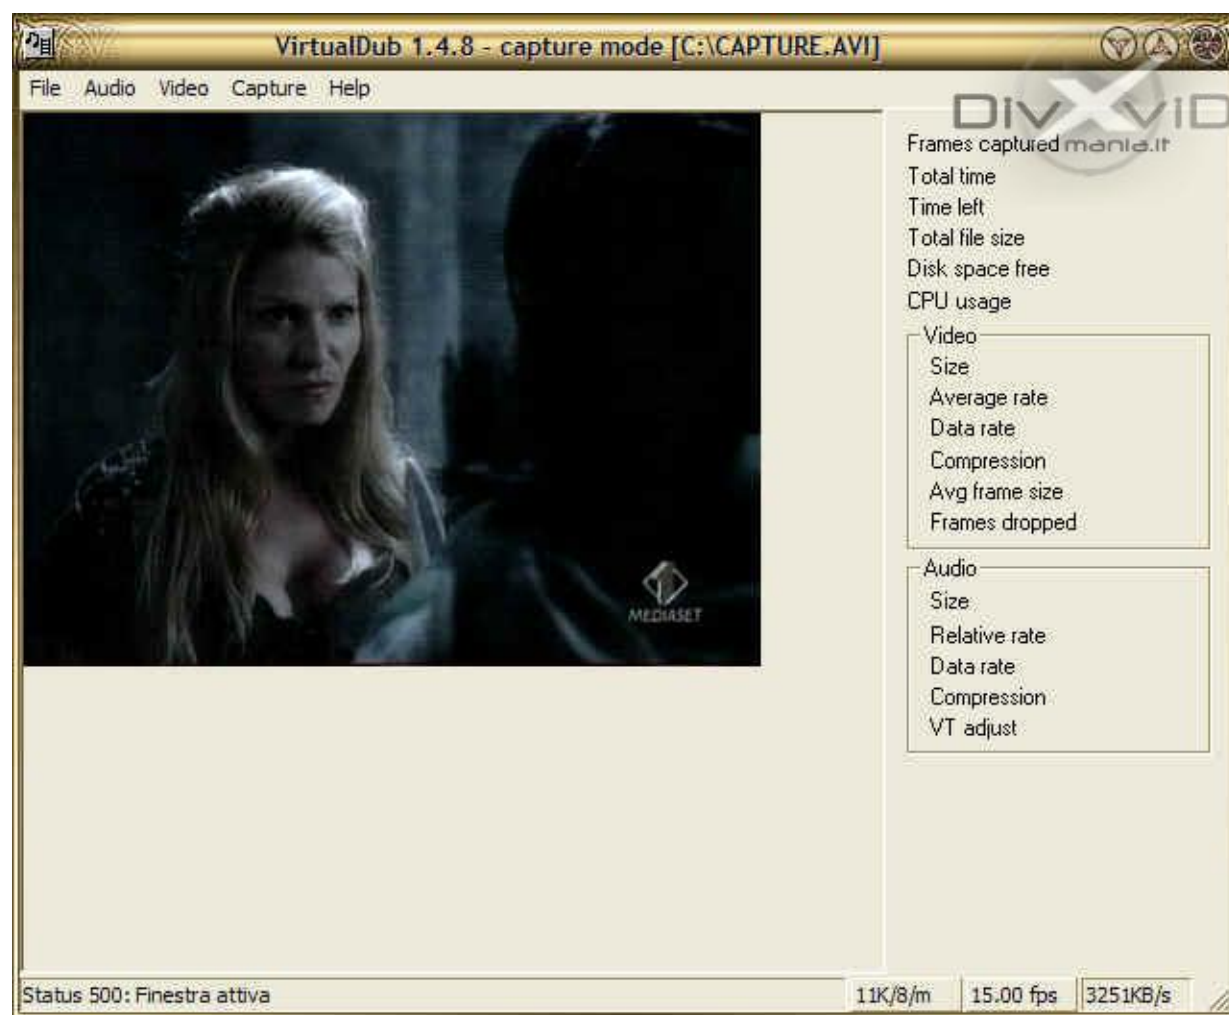 VirtualDub 1.4.8 - capture mode [C:\CAPTURE.AVI]
File Audio Video Capture Help
DivXviD
mania.it
Frames captured
Total time
Time left
Total file size
Disk space free
CPU usage
Video
Size
Average rate
Data rate
Compression
Avg frame size
Frames dropped
Audio
Size
Relative rate
Data rate
Compression
VT adjust
MEDIASET
Status 500: Finestra attiva
11K/8/m
15.00 fps
3251KB/s